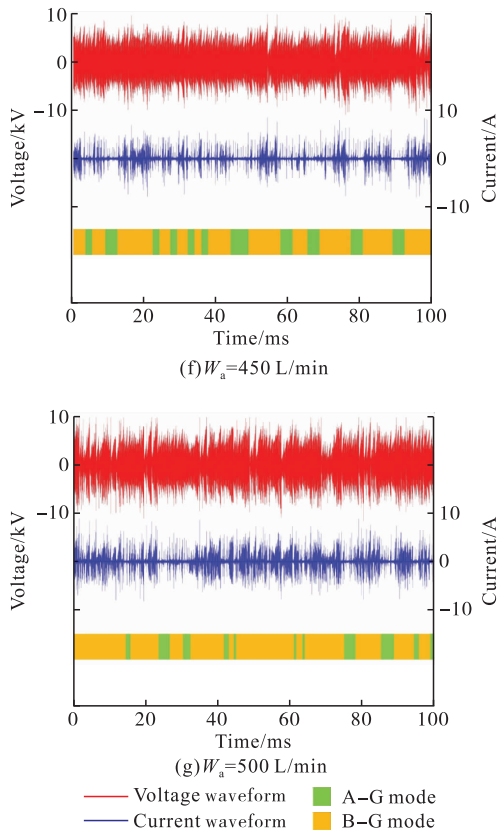 10
0
−10
Voltage/kV
10
0
−10
Current/A
0 20 40 60 80 100
Time/ms
(f) Wa=450 L/min
10
0
−10
Voltage/kV
10
0
−10
Current/A
0 20 40 60 80 100
Time/ms
(g) Wa=500 L/min
Voltage waveform A−G mode
Current waveform B−G mode